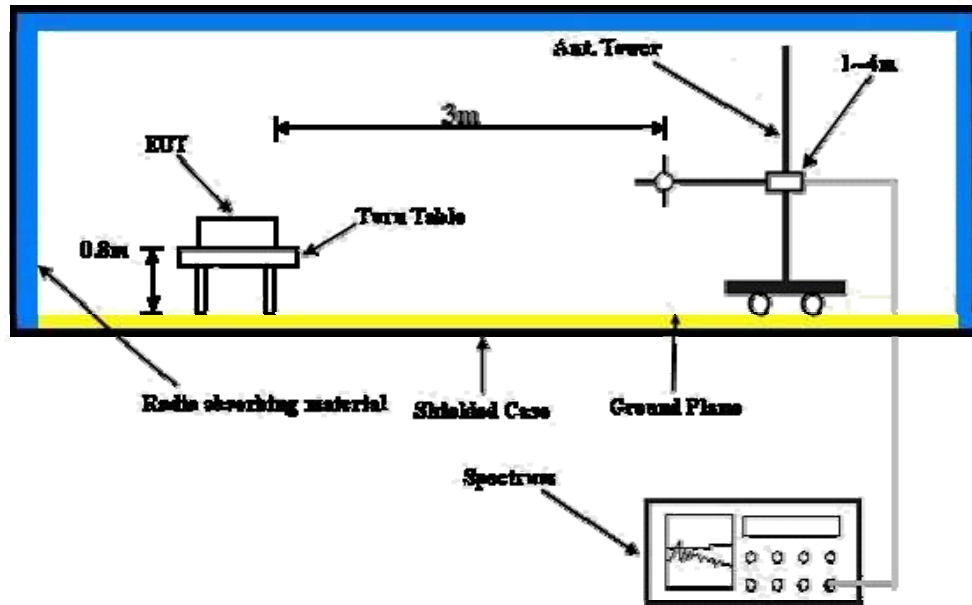 Ant. Tower
1~4m
3m
EUT
Turn Table
0.8m
Radio absorbing material
Shielded Case
Ground Plane
Spectrum